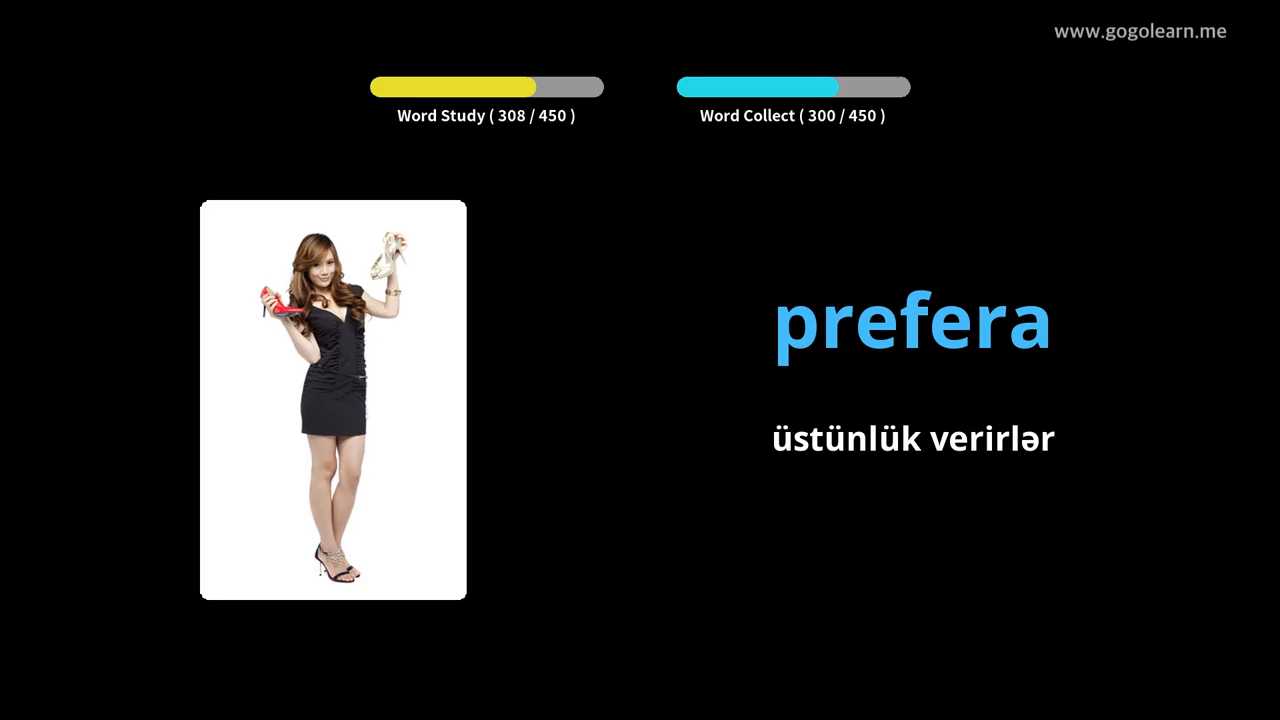 www.gogolearn.me
Word Study ( 308 / 450 )
Word Collect ( 300 / 450 )
prefera
üstünlük verirlər